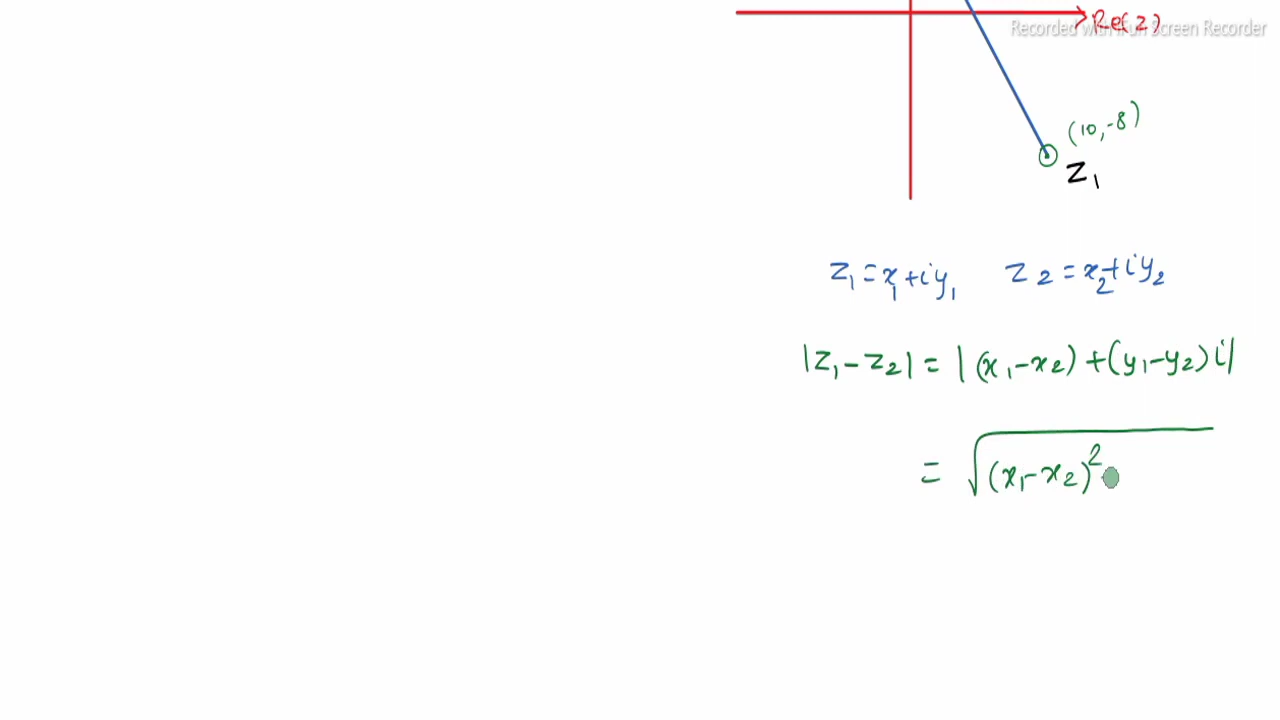 Re(z)
Recorded with iFun Screen Recorder
(10,-8)
z₁
z₁=x₁+iy₁ z₂=x₂+iy₂
|z₁-z₂| = |(x₁-x₂)+(y₁-y₂)i|
= √(x₁-x₂)²